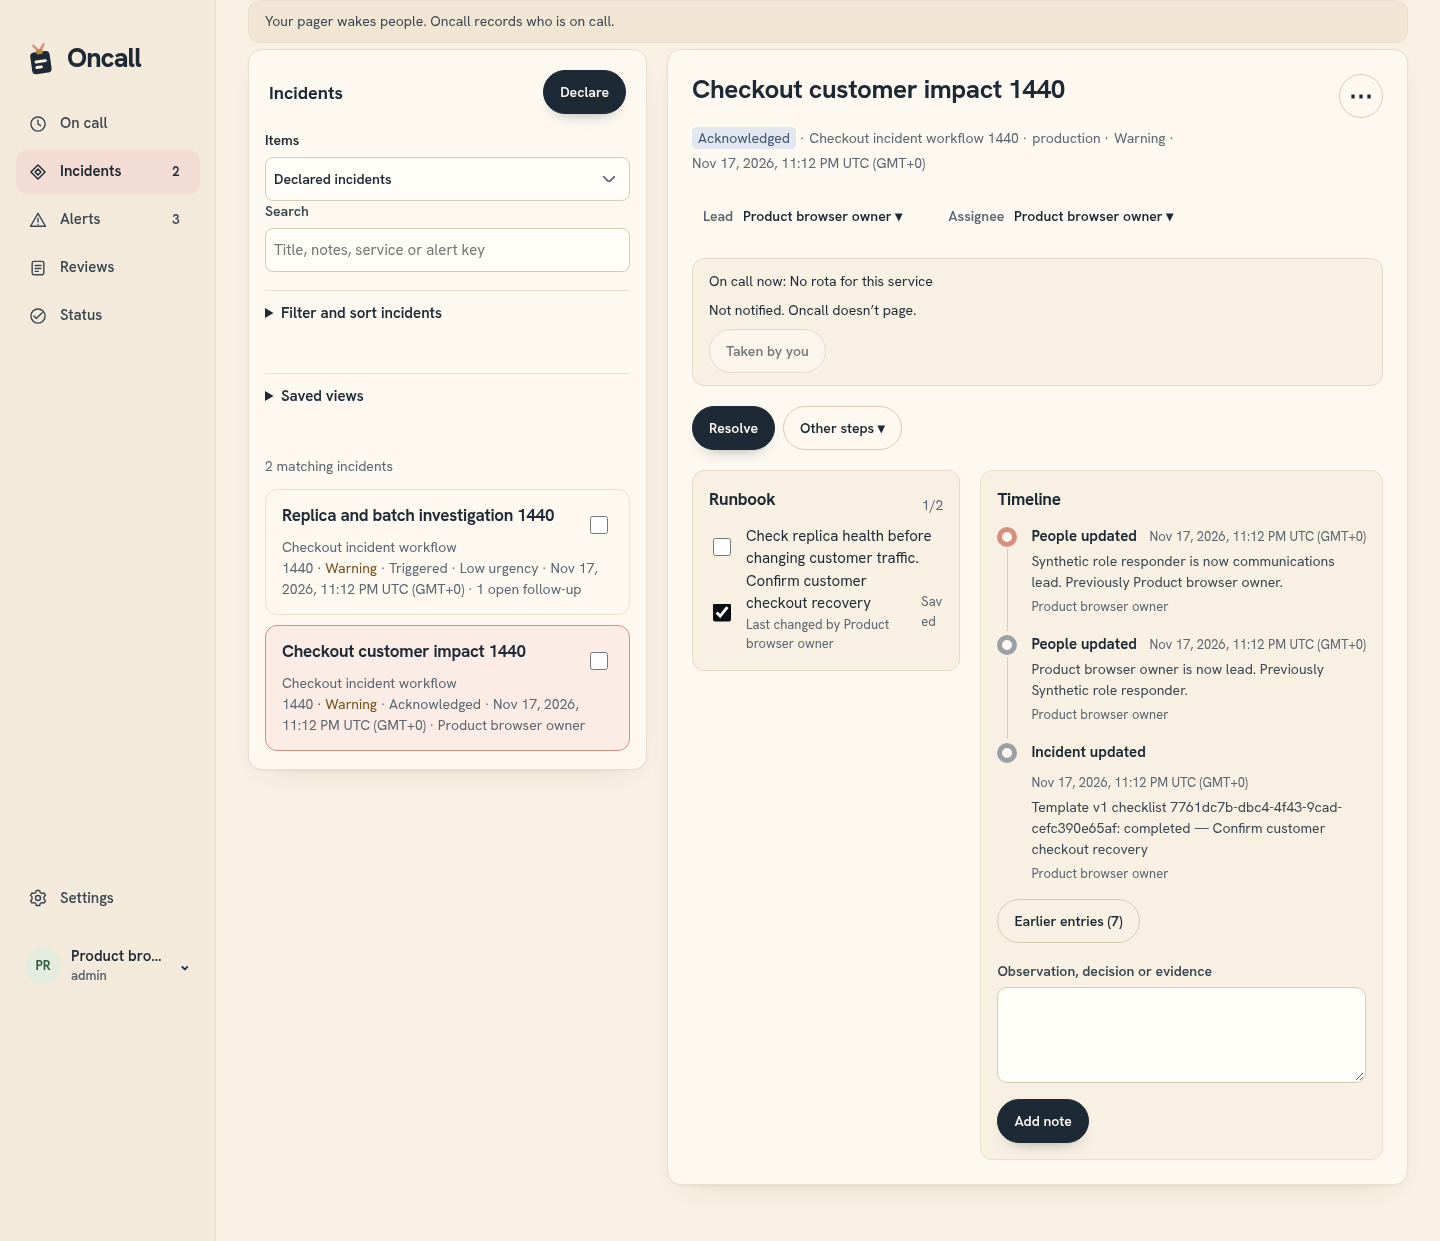 Your pager wakes people. Oncall records who is on call.
Oncall
On call
Incidents 2
Alerts 3
Reviews
Status
Settings
PR
Product bro...
admin
Incidents
Declare
Items
Declared incidents
Search
Title, notes, service or alert key
Filter and sort incidents
Saved views
2 matching incidents
Replica and batch investigation 1440
Checkout incident workflow
1440 · Warning · Triggered · Low urgency · Nov 17,
2026, 11:12 PM UTC (GMT+0) · 1 open follow-up
Checkout customer impact 1440
Checkout incident workflow
1440 · Warning · Acknowledged · Nov 17, 2026,
11:12 PM UTC (GMT+0) · Product browser owner
Checkout customer impact 1440
Acknowledged · Checkout incident workflow 1440 · production · Warning ·
Nov 17, 2026, 11:12 PM UTC (GMT+0)
Lead Product browser owner ▾
Assignee Product browser owner ▾
On call now: No rota for this service
Not notified. Oncall doesn’t page.
Taken by you
Resolve
Other steps ▾
Runbook
1/2
Check replica health before
changing customer traffic.
Confirm customer
checkout recovery
Last changed by Product
browser owner
Sav
ed
Timeline
People updated Nov 17, 2026, 11:12 PM UTC (GMT+0)
Synthetic role responder is now communications
lead. Previously Product browser owner.
Product browser owner
People updated Nov 17, 2026, 11:12 PM UTC (GMT+0)
Product browser owner is now lead. Previously
Synthetic role responder.
Product browser owner
Incident updated
Nov 17, 2026, 11:12 PM UTC (GMT+0)
Template v1 checklist 7761dc7b-dbc4-4f43-9cad-
cefc390e65af: completed — Confirm customer
checkout recovery
Product browser owner
Earlier entries (7)
Observation, decision or evidence
Add note